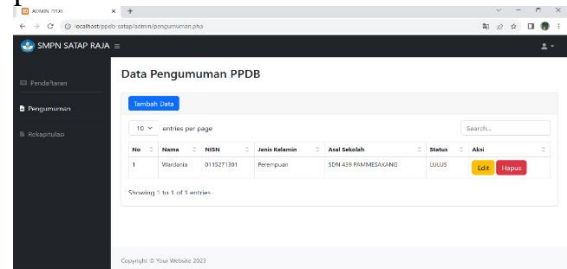 ADMIN PPDB
localhost/ppdb-satap/admin/pengumuman.php
SMPN SATAP RAJA
Pendaftaran
Pengumuman
Rekapitulasi
Data Pengumuman PPDB
Tambah Data
10 entries per page
Search...
No Nama NISN Jenis Kelamin Asal Sekolah Status Aksi
1 Wardania 0115271301 Perempuan SDN 439 PAMMESAKANG LULUS Edit Hapus
Showing 1 to 1 of 1 entries
Copyright © Your Website 2023